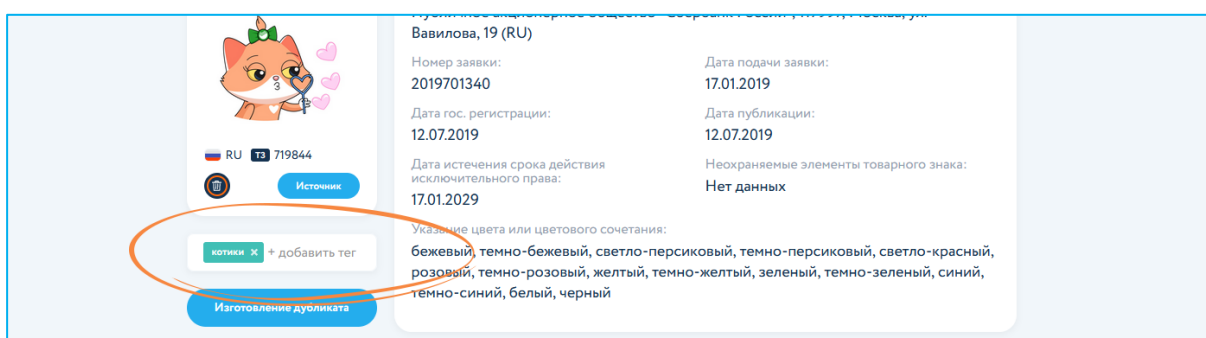 Вавилова, 19 (RU)
Номер заявки:
2019701340
Дата подачи заявки:
17.01.2019
Дата гос. регистрации:
12.07.2019
Дата публикации:
12.07.2019
Дата истечения срока действия
исключительного права:
17.01.2029
Неохраняемые элементы товарного знака:
Нет данных
Указание цвета или цветового сочетания:
бежевый, темно-бежевый, светло-персиковый, темно-персиковый, светло-красный,
розовый, темно-розовый, желтый, темно-желтый, зеленый, темно-зеленый, синий,
темно-синий, белый, черный
RU ТЗ 719844
Источник
котики x + добавить тег
Изготовление дубликата